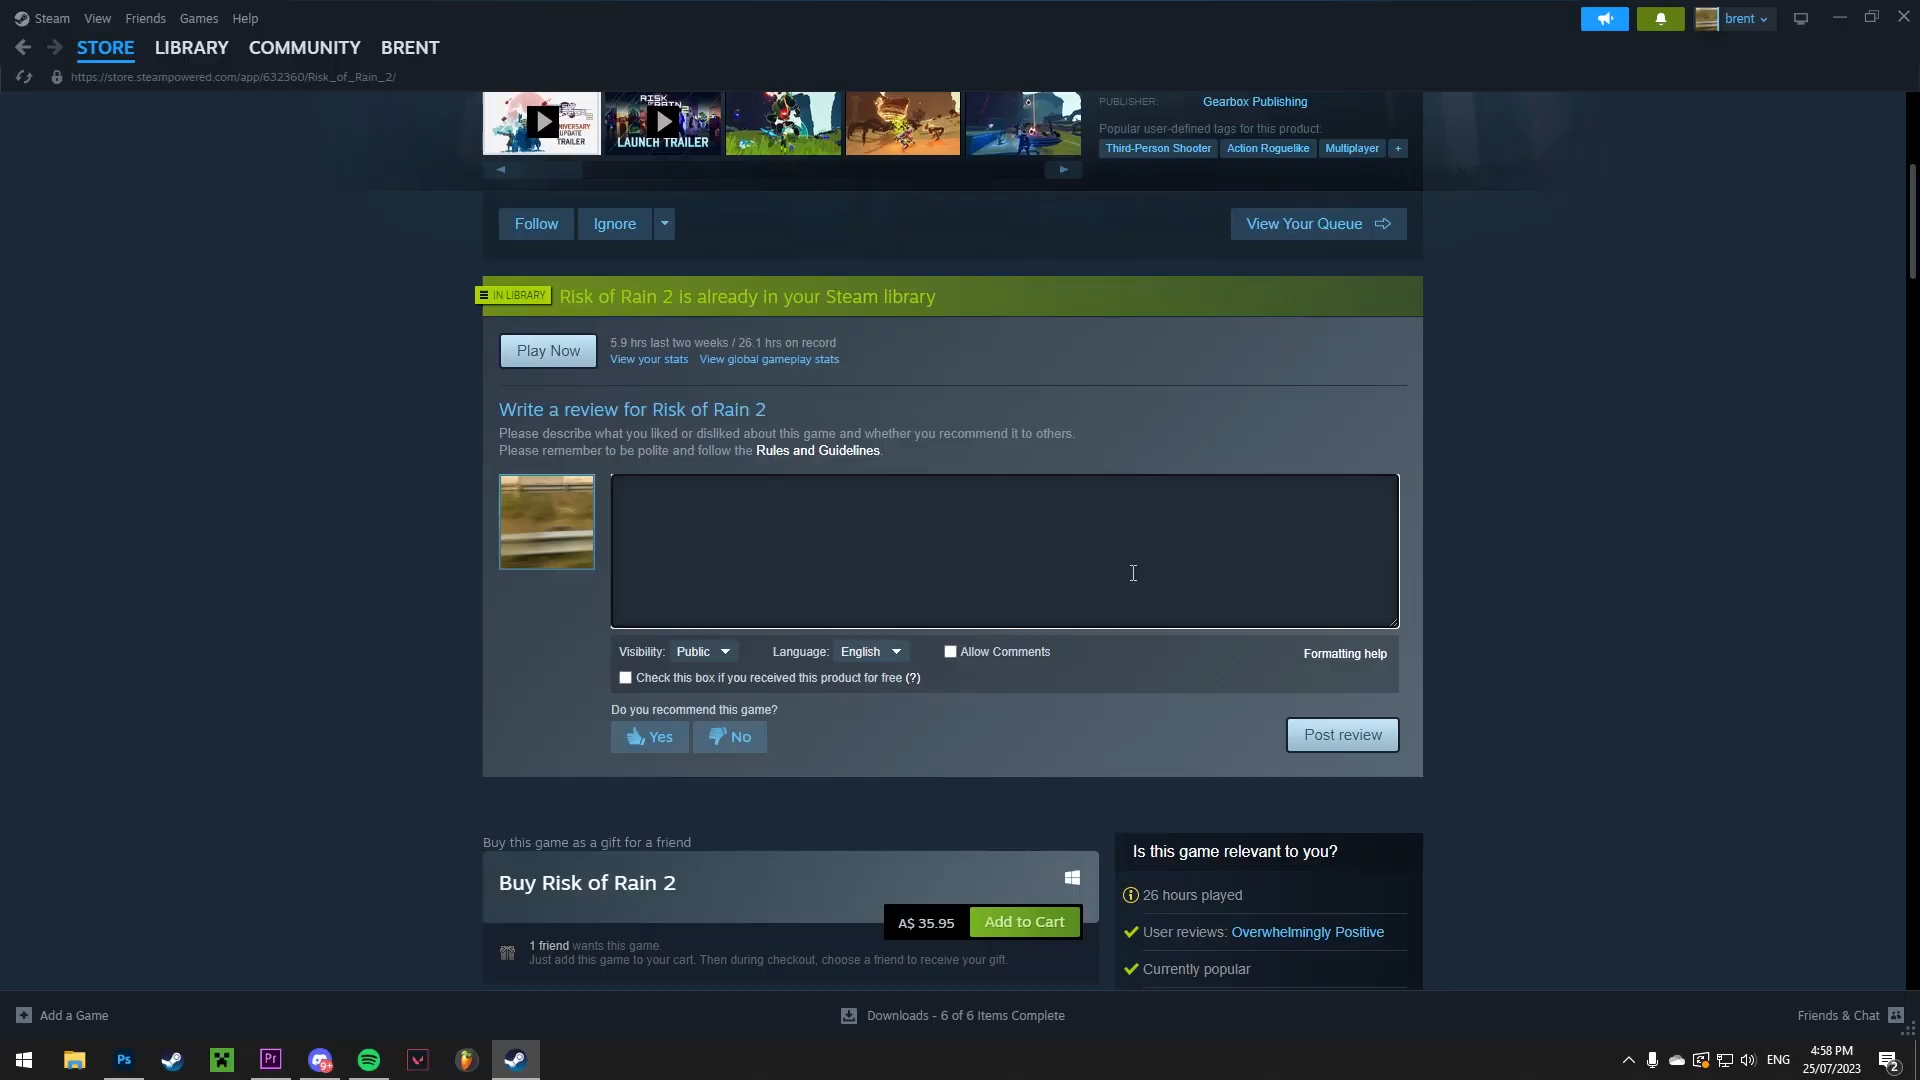 Steam View Friends Games Help
brent
STORE LIBRARY COMMUNITY BRENT
https://store.steampowered.com/app/632360/Risk_of_Rain_2/
ANNIVERSARY
UPDATE
TRAILER
RISK
RAIN 2
LAUNCH TRAILER
PUBLISHER: Gearbox Publishing
Popular user-defined tags for this product:
Third-Person Shooter Action Roguelike Multiplayer +
Follow Ignore View Your Queue
IN LIBRARY Risk of Rain 2 is already in your Steam library
Play Now
5.9 hrs last two weeks / 26.1 hrs on record
View your stats View global gameplay stats
Write a review for Risk of Rain 2
Please describe what you liked or disliked about this game and whether you recommend it to others.
Please remember to be polite and follow the Rules and Guidelines.
Visibility: Public Language: English Allow Comments Formatting help
Check this box if you received this product for free (?)
Do you recommend this game?
Yes No Post review
Buy this game as a gift for a friend
Buy Risk of Rain 2
A$ 35.95 Add to Cart
1 friend wants this game.
Just add this game to your cart. Then during checkout, choose a friend to receive your gift.
Is this game relevant to you?
26 hours played
User reviews: Overwhelmingly Positive
Currently popular
Add a Game Downloads - 6 of 6 Items Complete Friends & Chat
Ps Pr 9+ ENG
4:58 PM
25/07/2023
2